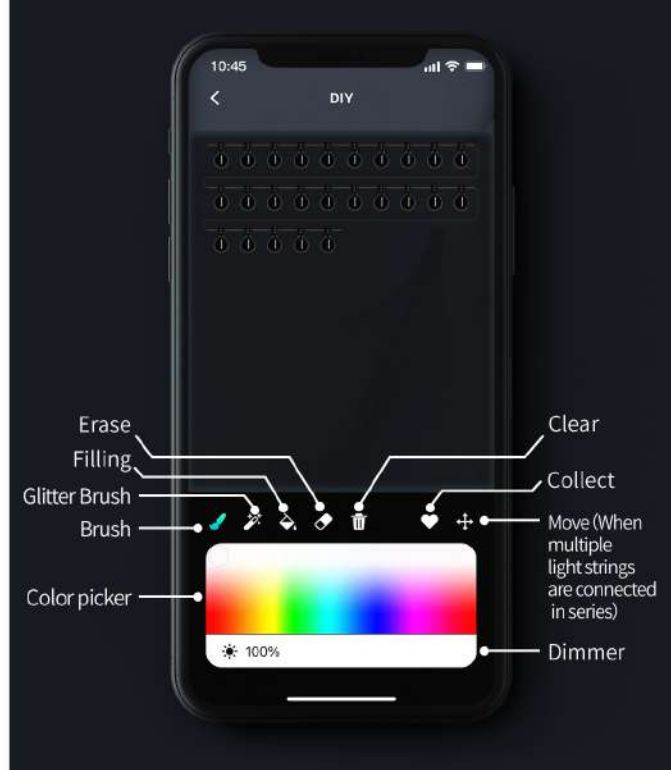 10:45
DIY
Erase
Filling
Glitter Brush
Brush
Color picker
Clear
Collect
Move (When
multiple
light strings
are connected
in series)
Dimmer
100%